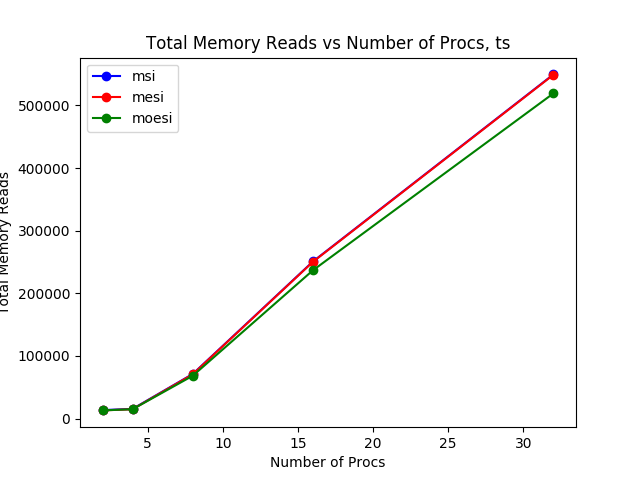 Total Memory Reads vs Number of Procs, ts
msi
mesi
moesi
500000
400000
300000
200000
100000
0
Total Memory Reads
5 10 15 20 25 30
Number of Procs